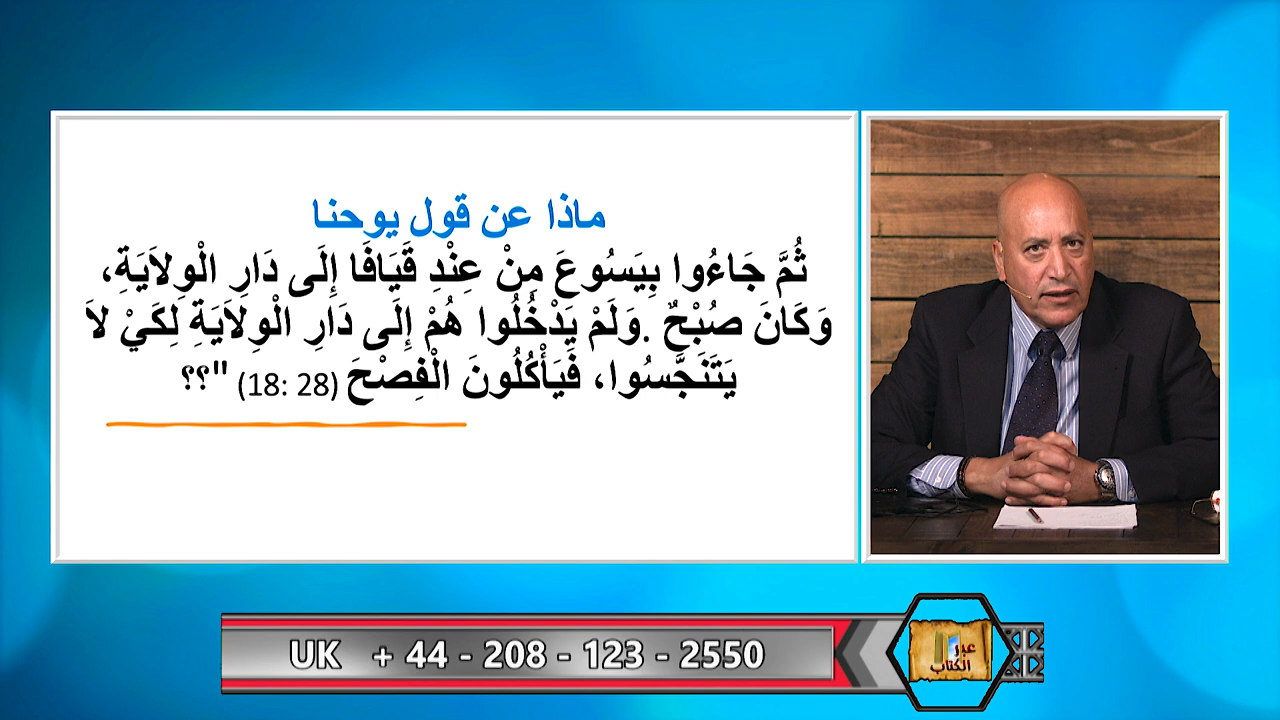 ماذا عن قول يوحنا
ثُمَّ جَاءُوا بِيَسُوعَ مِنْ عِنْدِ قَيَافَا إِلَى دَارِ الْوِلاَيَةِ،
وَكَانَ صُبْحٌ .وَلَمْ يَدْخُلُوا هُمْ إِلَى دَارِ الْوِلاَيَةِ لِكَيْ لاَ
يَتَنَجَّسُوا، فَيَأْكُلُونَ الْفِصْحَ (18: 28) "؟؟
UK + 44 - 208 - 123 - 2550
عبر
الكتاب